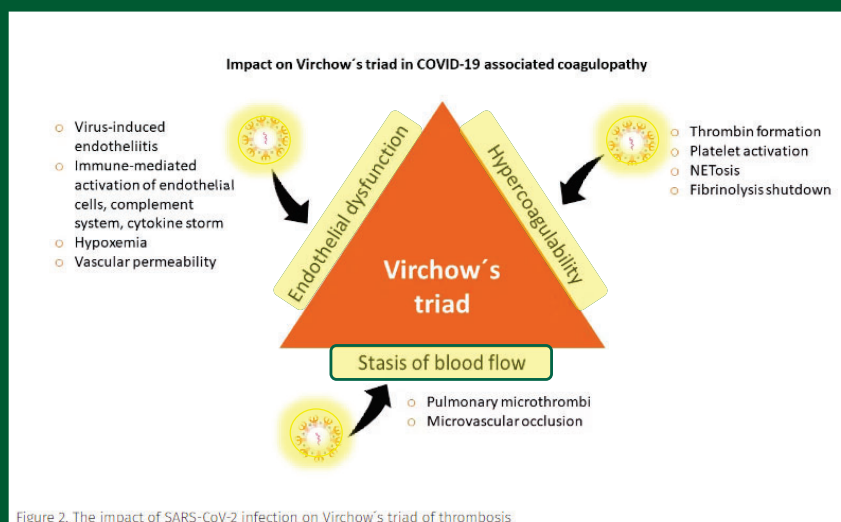 Impact on Virchow´s triad in COVID-19 associated coagulopathy
Virus-induced
endotheliitis
Immune-mediated
activation of endothelial
cells, complement
system, cytokine storm
Hypoxemia
Vascular permeability
Endothelial dysfunction
Hypercoagulability
Thrombin formation
Platelet activation
NETosis
Fibrinolysis shutdown
Virchow´s
triad
Stasis of blood flow
Pulmonary microthrombi
Microvascular occlusion
Figure 2. The impact of SARS-CoV-2 infection on Virchow´s triad of thrombosis